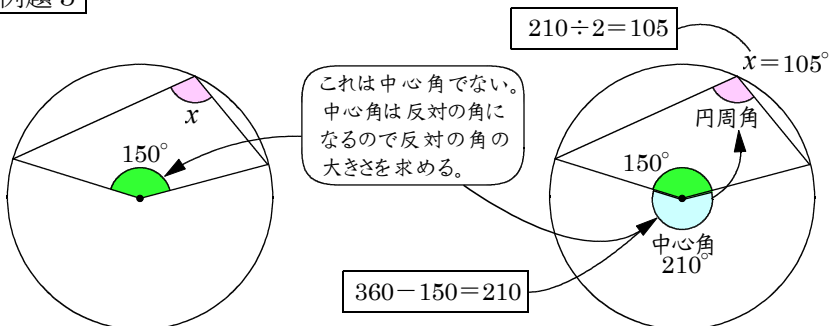 例題3
210÷2=105
x=105°
これは中心角でない。
中心角は反対の角に
なるので反対の角の
大きさを求める。
x
150°
円周角
150°
中心角
210°
360−150=210